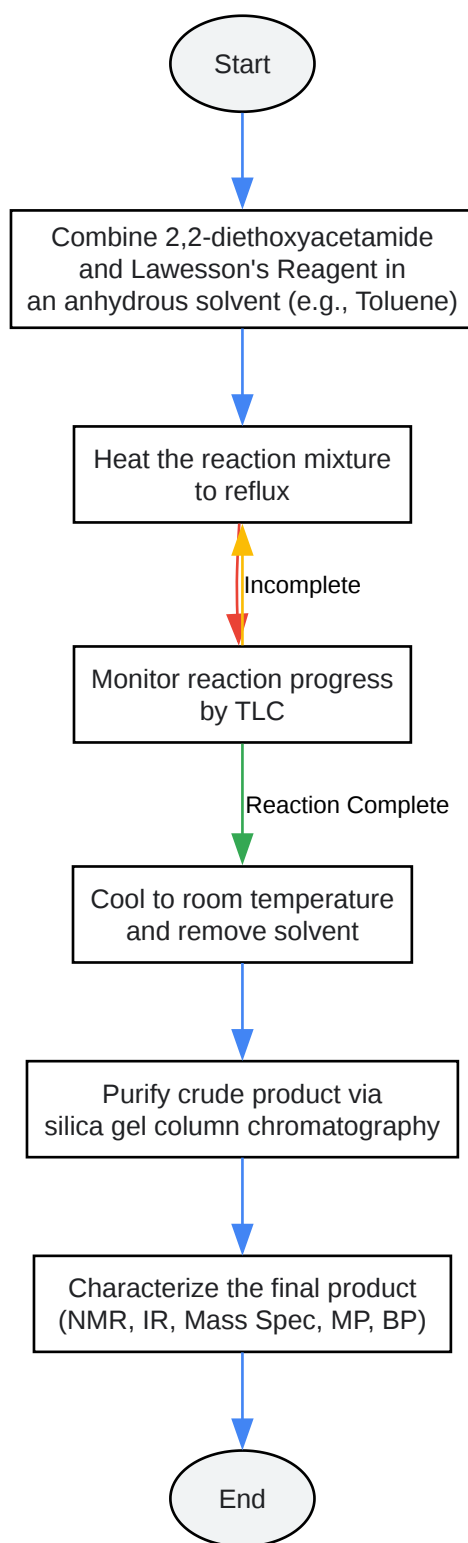 Start
Combine 2,2-diethoxyacetamide
and Lawesson's Reagent in
an anhydrous solvent (e.g., Toluene)
Heat the reaction mixture
to reflux
Incomplete
Monitor reaction progress
by TLC
Reaction Complete
Cool to room temperature
and remove solvent
Purify crude product via
silica gel column chromatography
Characterize the final product
(NMR, IR, Mass Spec, MP, BP)
End